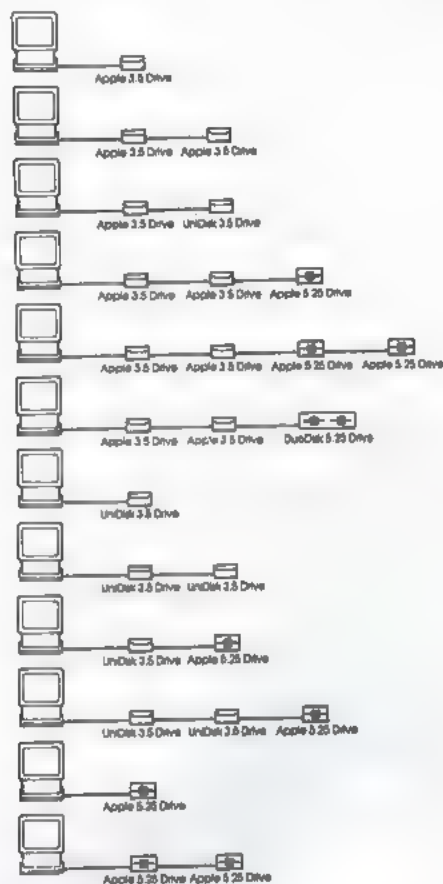 Apple 3.5 Drive
Apple 3.5 Drive Apple 3.5 Drive
Apple 3.5 Drive UniDisk 3.5 Drive
Apple 3.5 Drive Apple 3.5 Drive Apple 5.25 Drive
Apple 3.5 Drive Apple 3.5 Drive Apple 5.25 Drive Apple 5.25 Drive
Apple 3.5 Drive Apple 3.5 Drive DuoDisk 5.25 Drive
UniDisk 3.5 Drive
UniDisk 3.5 Drive UniDisk 3.5 Drive
UniDisk 3.5 Drive Apple 5.25 Drive
UniDisk 3.5 Drive UniDisk 3.5 Drive Apple 5.25 Drive
Apple 5.25 Drive
Apple 5.25 Drive Apple 5.25 Drive